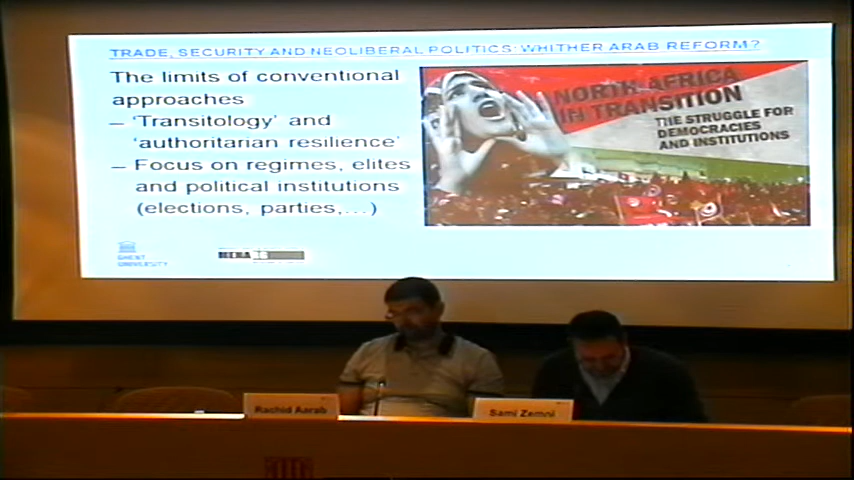 TRADE, SECURITY AND NEOLIBERAL POLITICS: WHITHER ARAB REFORM?
The limits of conventional
approaches
– 'Transitology' and
'authoritarian resilience'
– Focus on regimes, elites
and political institutions
(elections, parties,…)
NORTH AFRICA
IN TRANSITION
THE STRUGGLE FOR
DEMOCRACIES
AND INSTITUTIONS
GHENT
UNIVERSITY
Rachid Aarab
Sami Zemni